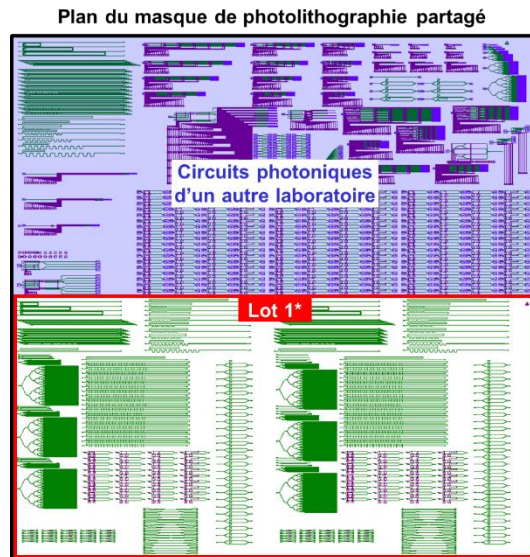 Plan du masque de photolithographie partagé
Circuits photoniques
d'un autre laboratoire
Lot 1*